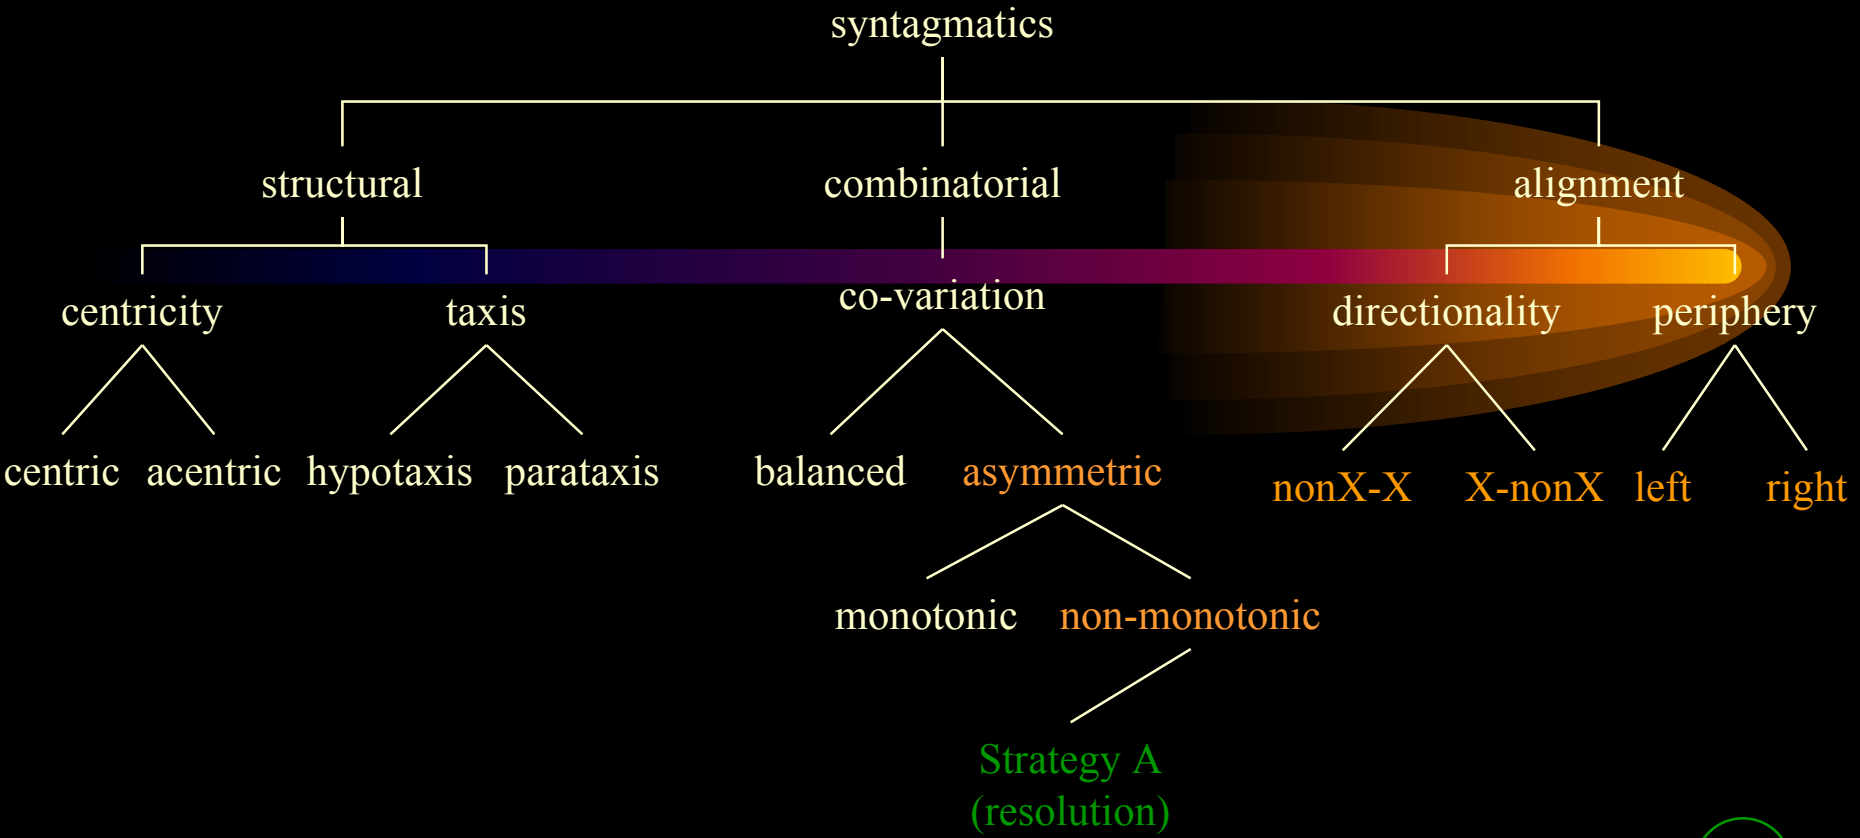 syntagmatics
structural combinatorial alignment
centricity taxis co-variation directionality periphery
centric acentric hypotaxis parataxis balanced asymmetric nonX-X X-nonX left right
monotonic non-monotonic
Strategy A
(resolution)